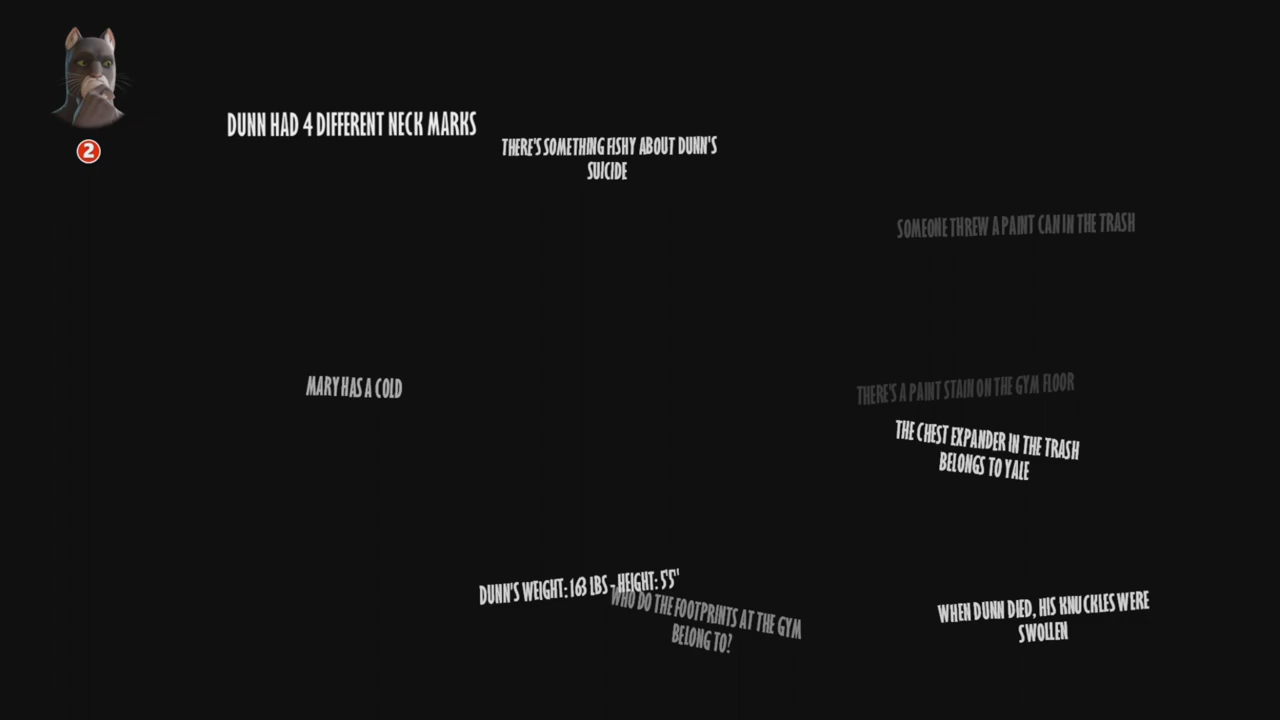 DUNN HAD 4 DIFFERENT NECK MARKS
THERE'S SOMETHING FISHY ABOUT DUNN'S
SUICIDE
2
SOMEONE THREW A PAINT CAN IN THE TRASH
MARY HAS A COLD
THERE'S A PAINT STAIN ON THE GYM FLOOR
THE CHEST EXPANDER IN THE TRASH
BELONGS TO YALE
DUNN'S WEIGHT: 163 LBS - HEIGHT: 5'5"
WHO DO THE FOOTPRINTS AT THE GYM
BELONG TO?
WHEN DUNN DIED, HIS KNUCKLES WERE
SWOLLEN